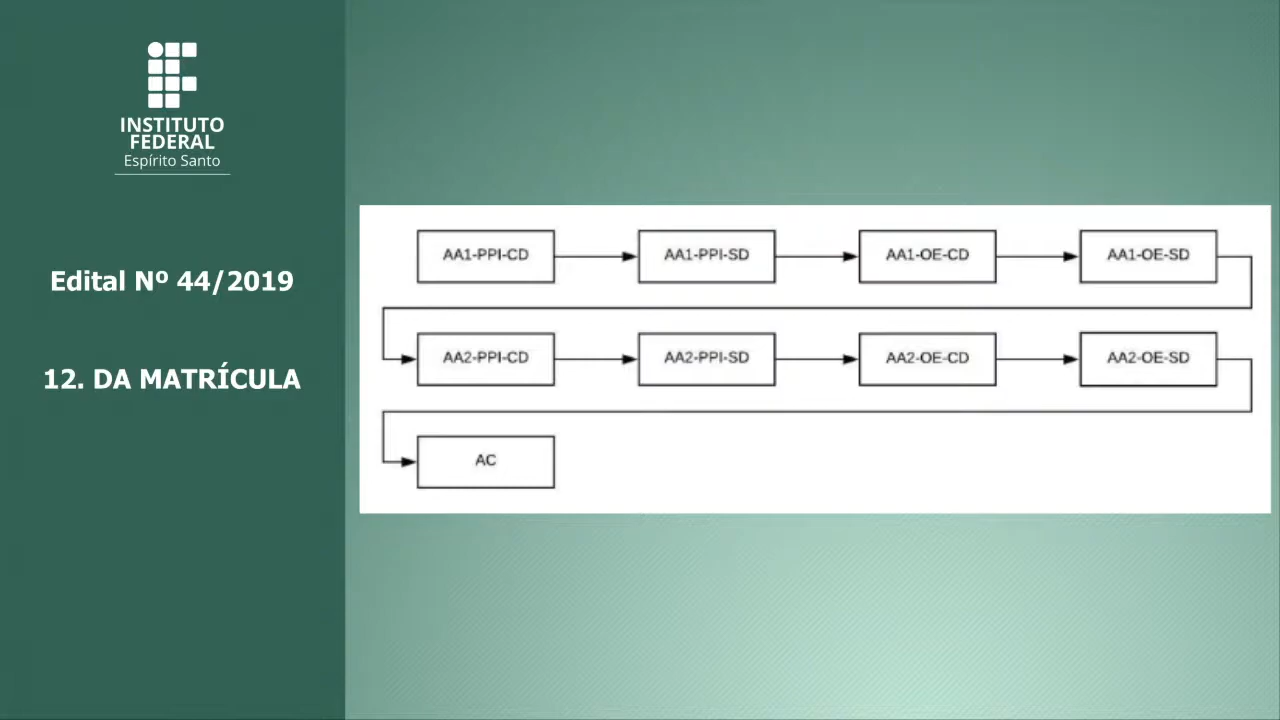 INSTITUTO
FEDERAL
Espírito Santo
Edital Nº 44/2019
12. DA MATRÍCULA
AA1-PPI-CD
AA1-PPI-SD
AA1-OE-CD
AA1-OE-SD
AA2-PPI-CD
AA2-PPI-SD
AA2-OE-CD
AA2-OE-SD
AC